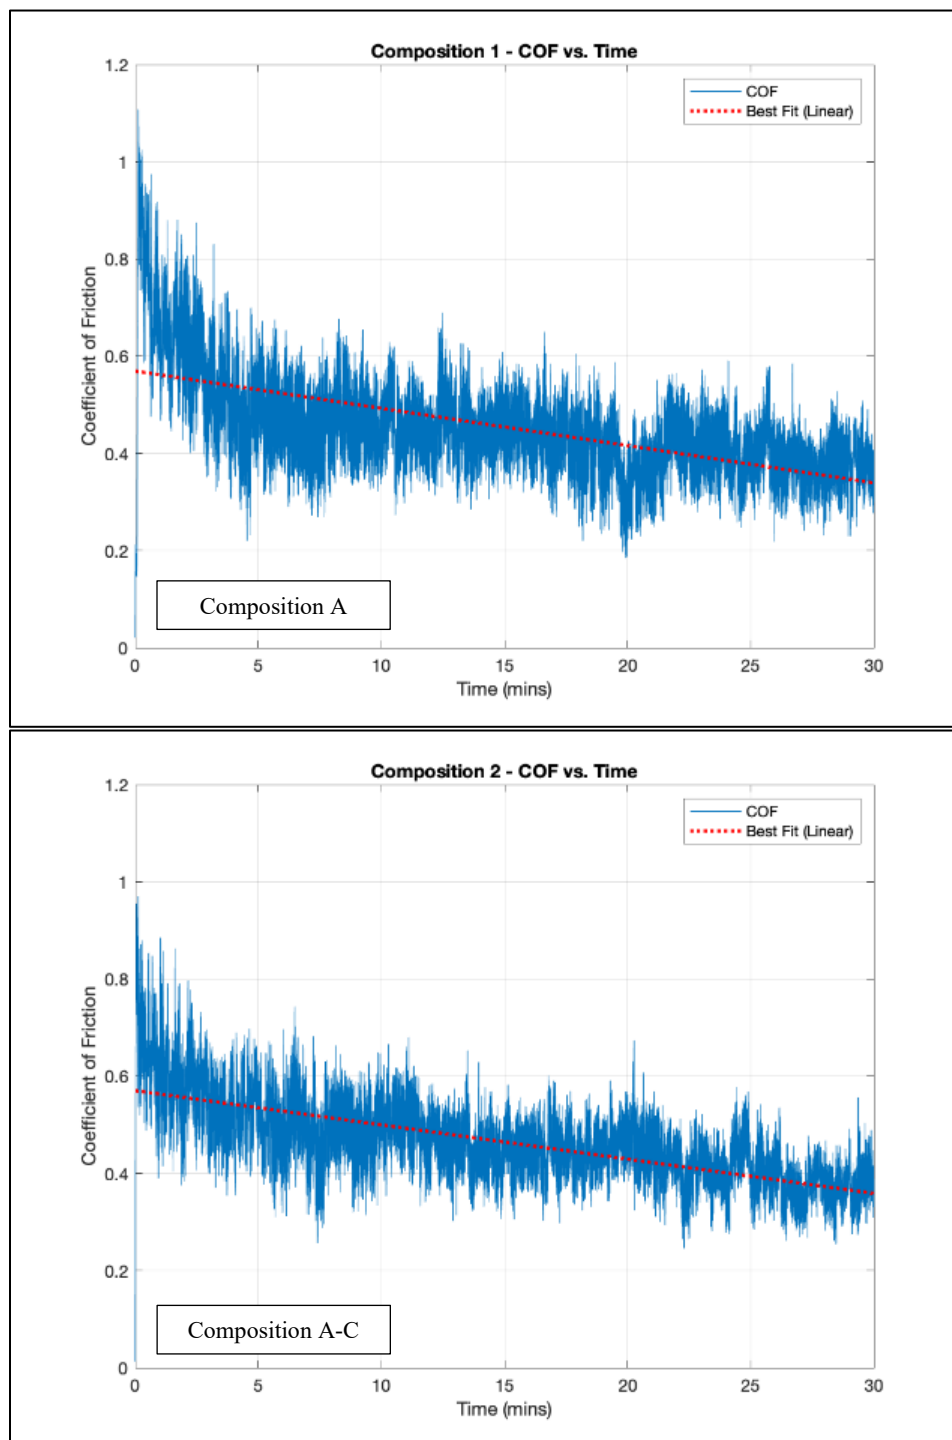 Composition 1 - COF vs. Time
1.2
COF
Best Fit (Linear)
1
0.8
Coefficient of Friction
0.6
0.4
0.2
Composition A
0
0 5 10 15 20 25 30
Time (mins)
Composition 2 - COF vs. Time
1.2
COF
Best Fit (Linear)
1
0.8
Coefficient of Friction
0.6
0.4
0.2
Composition A-C
0
0 5 10 15 20 25 30
Time (mins)